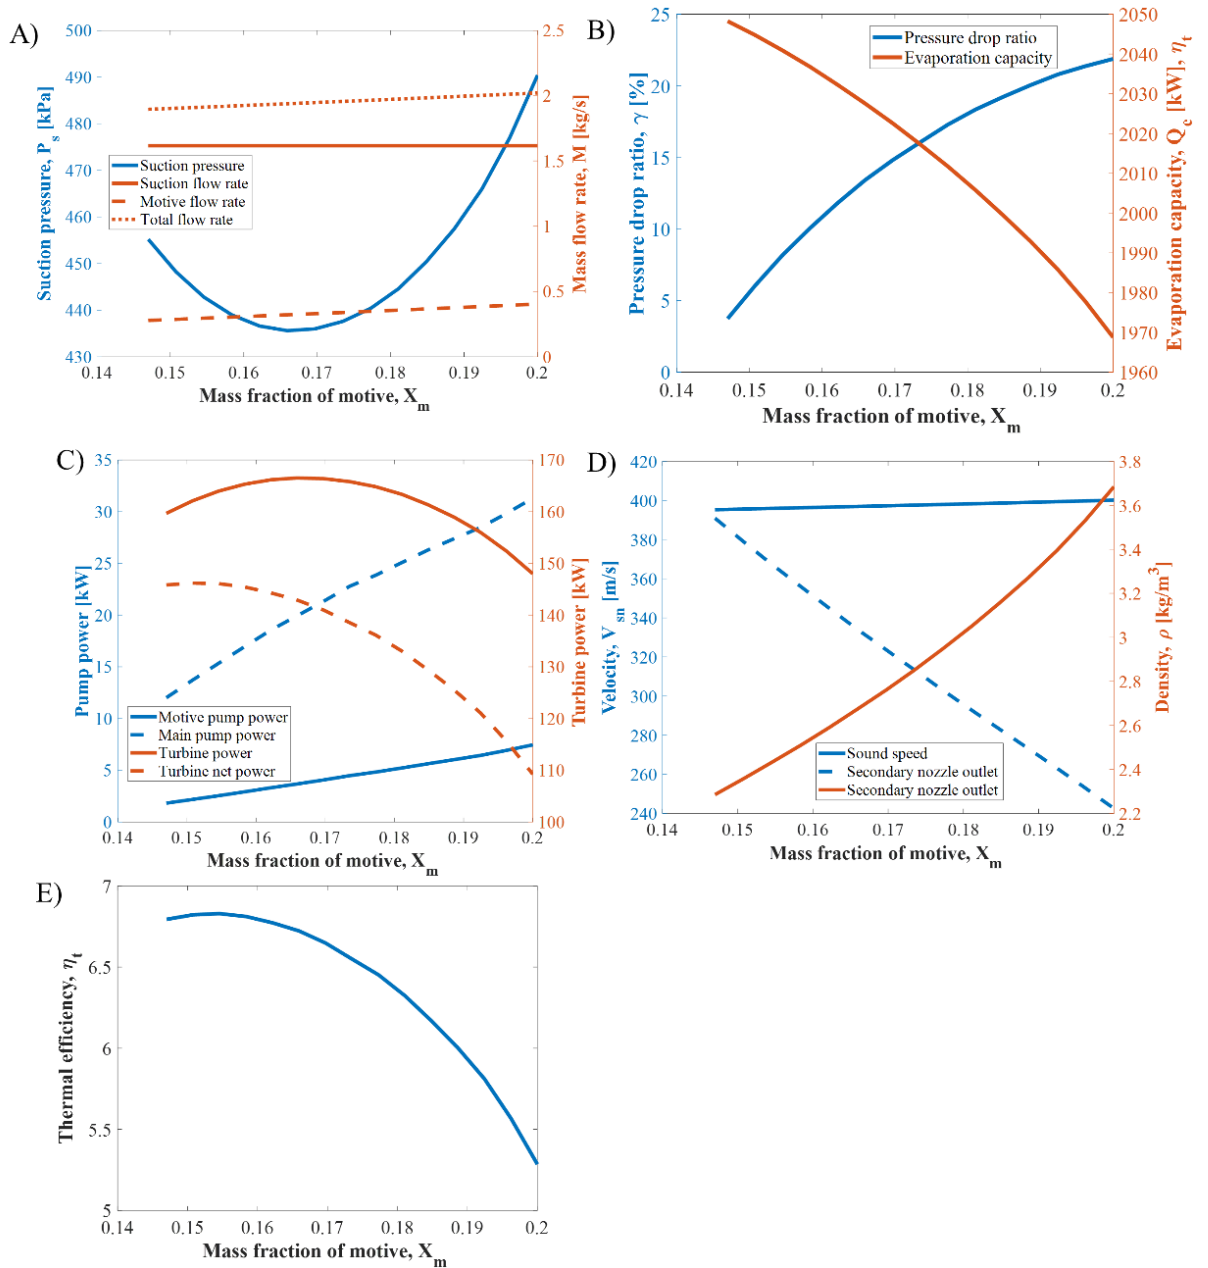 A)
500
490
480
475
470
460
450
440
430
Suction pressure, P_s [kPa]
2.5
2
1.5
1
0.5
0
Mass flow rate, M [kg/s]
Suction pressure
Suction flow rate
Motive flow rate
Total flow rate
0.14 0.15 0.16 0.17 0.18 0.19 0.2
Mass fraction of motive, X_m
B)
25
20
15
10
5
0
Pressure drop ratio, γ [%]
2050
2040
2030
2020
2010
2000
1990
1980
1970
1960
Evaporation capacity, Q_c [kW], η_t
Pressure drop ratio
Evaporation capacity
0.14 0.15 0.16 0.17 0.18 0.19 0.2
Mass fraction of motive, X_m
C)
35
30
25
20
15
10
5
0
Pump power [kW]
170
160
150
140
130
120
110
100
Turbine power [kW]
Motive pump power
Main pump power
Turbine power
Turbine net power
0.14 0.15 0.16 0.17 0.18 0.19 0.2
Mass fraction of motive, X_m
D)
420
400
380
360
340
320
300
280
260
240
Velocity, V_sn [m/s]
3.8
3.6
3.4
3.2
3
2.8
2.6
2.4
2.2
Density, ρ [kg/m³]
Sound speed
Secondary nozzle outlet
Secondary nozzle outlet
0.14 0.15 0.16 0.17 0.18 0.19 0.2
Mass fraction of motive, X_m
E)
7
6.5
6
5.5
5
Thermal efficiency, η_t
0.14 0.15 0.16 0.17 0.18 0.19 0.2
Mass fraction of motive, X_m